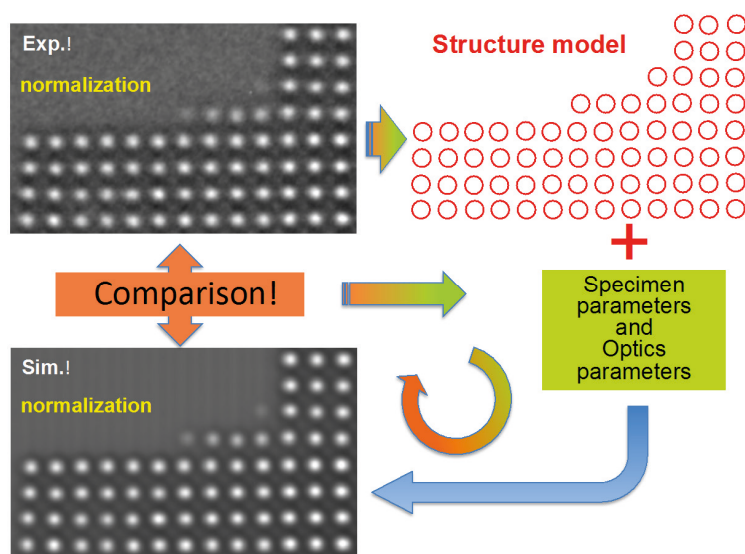 Exp.!
normalization
Structure model
+
Comparison!
Specimen
parameters
and
Optics
parameters
Sim.!
normalization